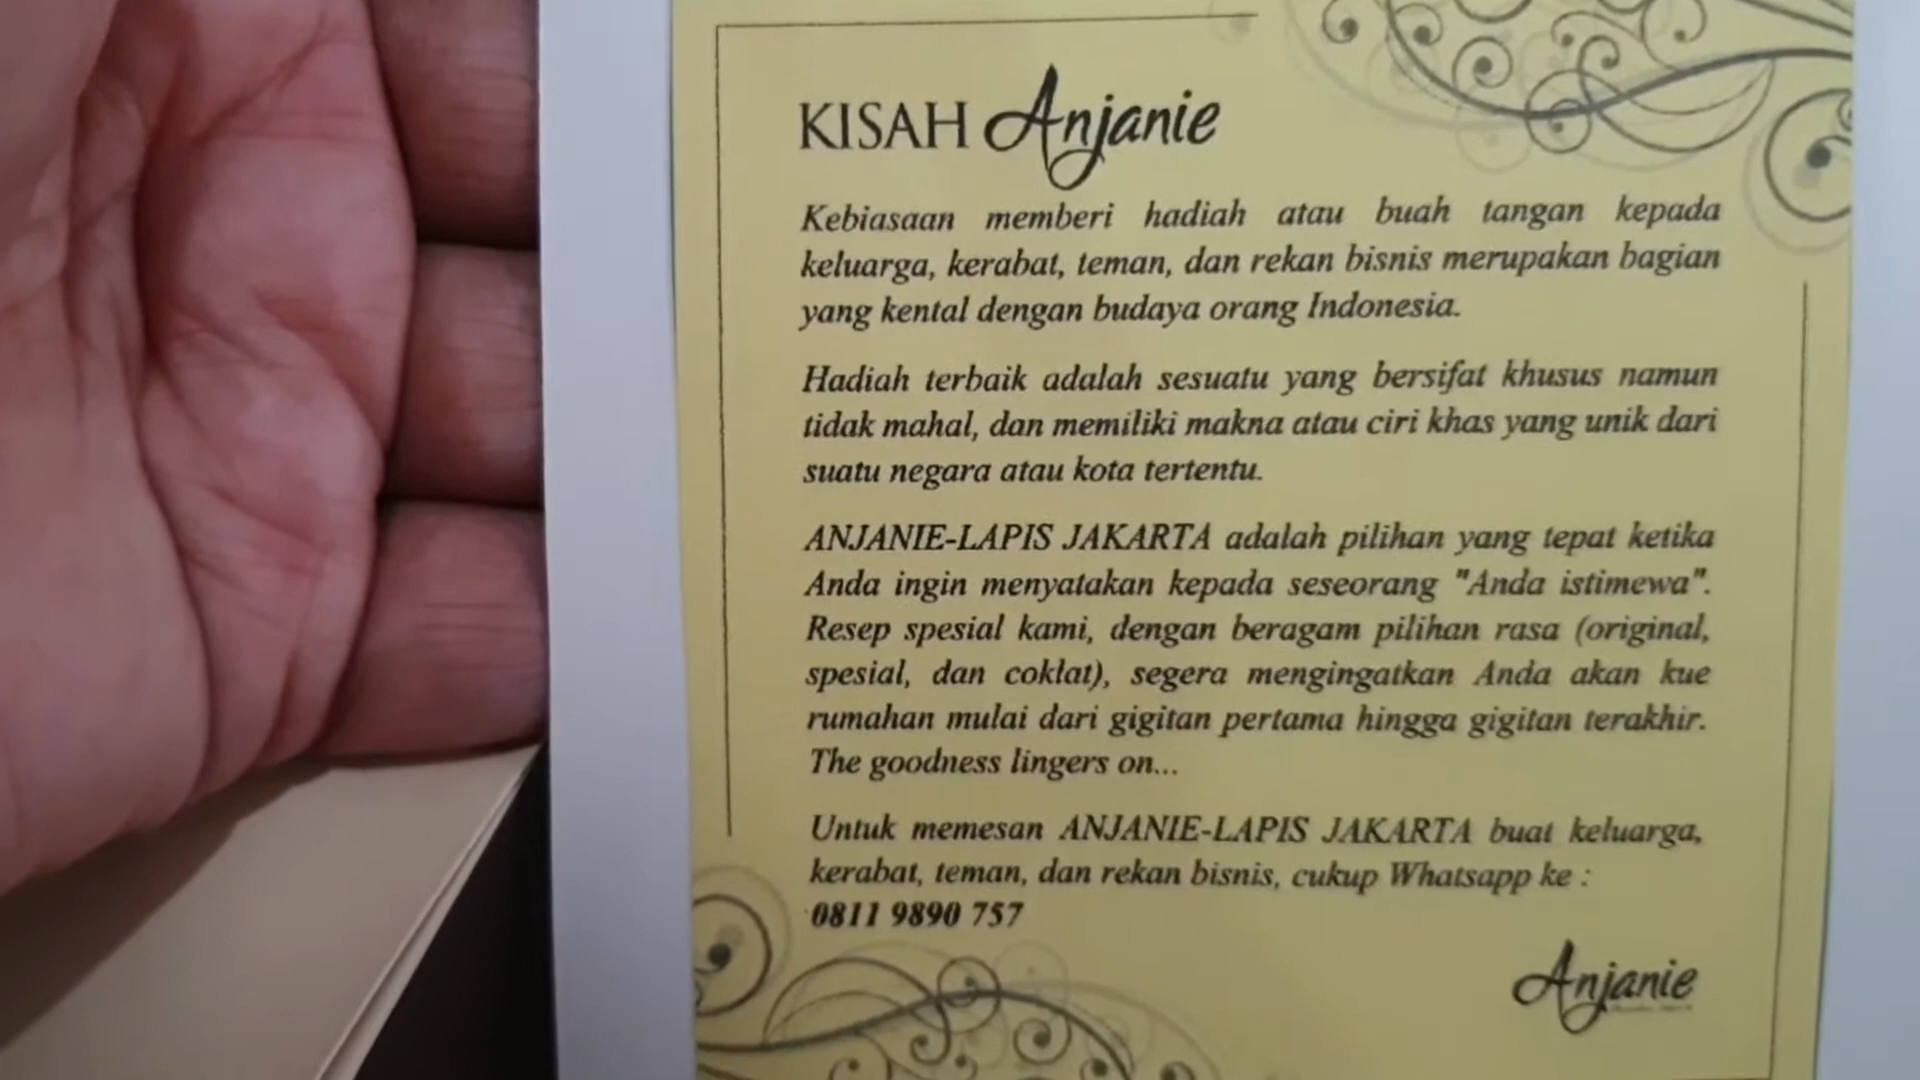 KISAH Anjanie
Kebiasaan memberi hadiah atau buah tangan kepada
keluarga, kerabat, teman, dan rekan bisnis merupakan bagian
yang kental dengan budaya orang Indonesia.
Hadiah terbaik adalah sesuatu yang bersifat khusus namun
tidak mahal, dan memiliki makna atau ciri khas yang unik dari
suatu negara atau kota tertentu.
ANJANIE-LAPIS JAKARTA adalah pilihan yang tepat ketika
Anda ingin menyatakan kepada seseorang "Anda istimewa".
Resep spesial kami, dengan beragam pilihan rasa (original,
spesial, dan coklat), segera mengingatkan Anda akan kue
rumahan mulai dari gigitan pertama hingga gigitan terakhir.
The goodness lingers on...
Untuk memesan ANJANIE-LAPIS JAKARTA buat keluarga,
kerabat, teman, dan rekan bisnis, cukup Whatsapp ke :
0811 9890 757
Anjanie